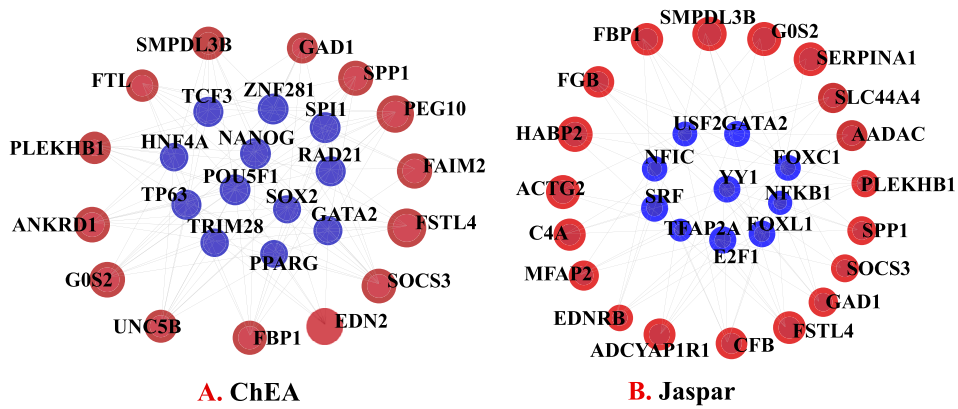 SMPDL3B
GAD1
FTL
SPP1
TCF3
ZNF281
SPI1
PEG10
PLEKHB1
HNF4A
NANOG
RAD21
FAIM2
POU5F1
TP63
SOX2
ANKRD1
TRIM28
GATA2
FSTL4
PPARG
G0S2
SOCS3
UNC5B
FBP1
EDN2
A. ChEA
SMPDL3B
FBP1
G0S2
SERPINA1
FGB
SLC44A4
HABP2
USF2
GATA2
AADAC
NFIC
FOXC1
YY1
PLEKHB1
ACTG2
SRF
NFKB1
C4A
TFAP2A
FOXL1
SPP1
E2F1
MFAP2
SOCS3
EDNRB
GAD1
ADCYAP1R1
CFB
FSTL4
B. Jaspar